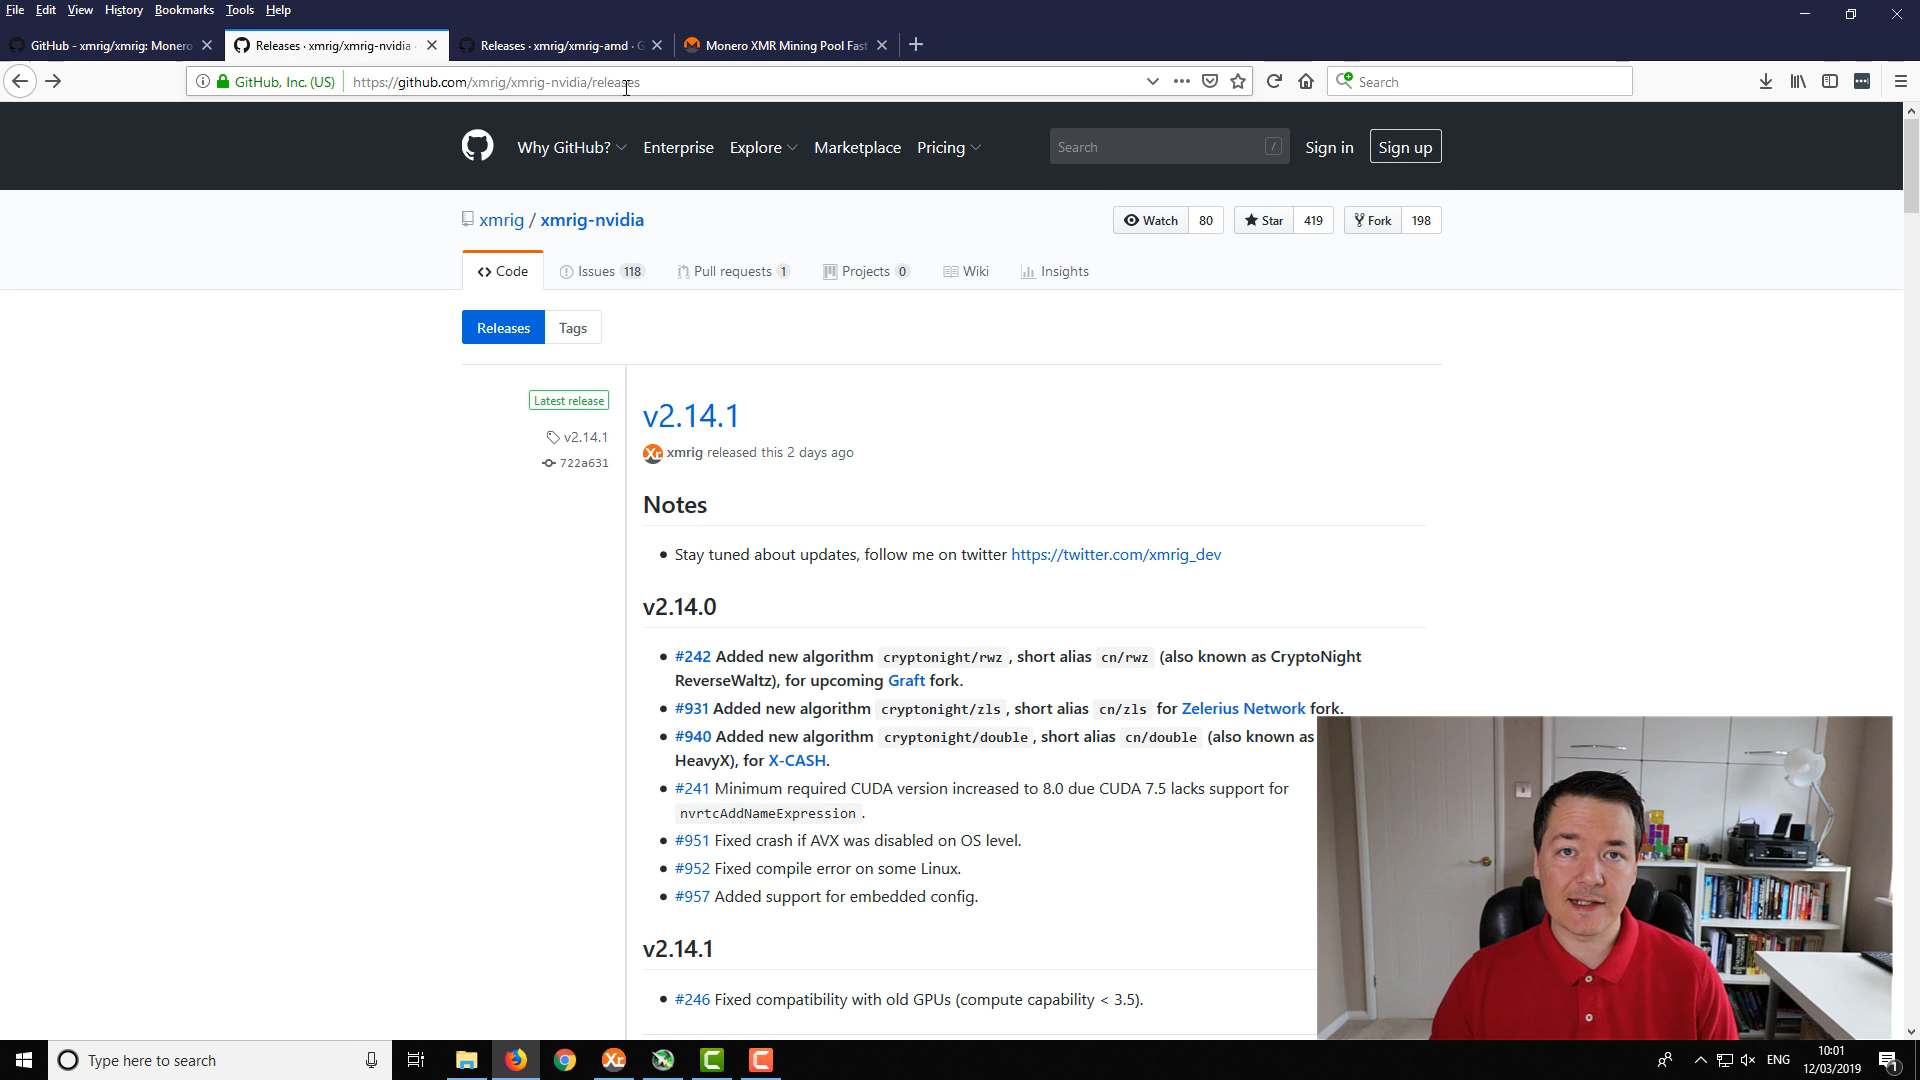 File Edit View History Bookmarks Tools Help
GitHub - xmrig/xmrig: Monero
Releases · xmrig/xmrig-nvidia
Releases · xmrig/xmrig-amd · G
Monero XMR Mining Pool Fast
GitHub, Inc. (US) https://github.com/xmrig/xmrig-nvidia/releases
Search
Why GitHub? Enterprise Explore Marketplace Pricing
Search /
Sign in Sign up
xmrig / xmrig-nvidia
Watch 80 Star 419 Fork 198
Code Issues 118 Pull requests 1 Projects 0 Wiki Insights
Releases Tags
Latest release
v2.14.1
722a631
v2.14.1
Xr xmrig released this 2 days ago
Notes
Stay tuned about updates, follow me on twitter https://twitter.com/xmrig_dev
v2.14.0
#242 Added new algorithm cryptonight/rwz , short alias cn/rwz (also known as CryptoNight
ReverseWaltz), for upcoming Graft fork.
#931 Added new algorithm cryptonight/zls , short alias cn/zls for Zelerius Network fork.
#940 Added new algorithm cryptonight/double , short alias cn/double (also known as
HeavyX), for X-CASH.
#241 Minimum required CUDA version increased to 8.0 due CUDA 7.5 lacks support for
nvrtcAddNameExpression .
#951 Fixed crash if AVX was disabled on OS level.
#952 Fixed compile error on some Linux.
#957 Added support for embedded config.
v2.14.1
#246 Fixed compatibility with old GPUs (compute capability < 3.5).
Type here to search
Xr
ENG
10:01
12/03/2019
1